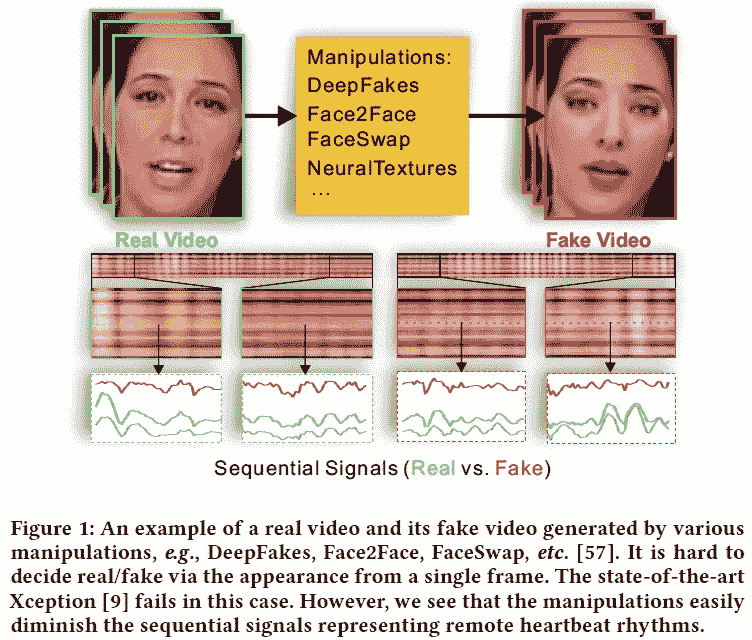 Manipulations:
DeepFakes
Face2Face
FaceSwap
NeuralTextures
...
Real Video
Fake Video
Sequential Signals (Real vs. Fake)
Figure 1: An example of a real video and its fake video generated by various
manipulations, e.g., DeepFakes, Face2Face, FaceSwap, etc. [57]. It is hard to
decide real/fake via the appearance from a single frame. The state-of-the-art
Xception [9] fails in this case. However, we see that the manipulations easily
diminish the sequential signals representing remote heartbeat rhythms.